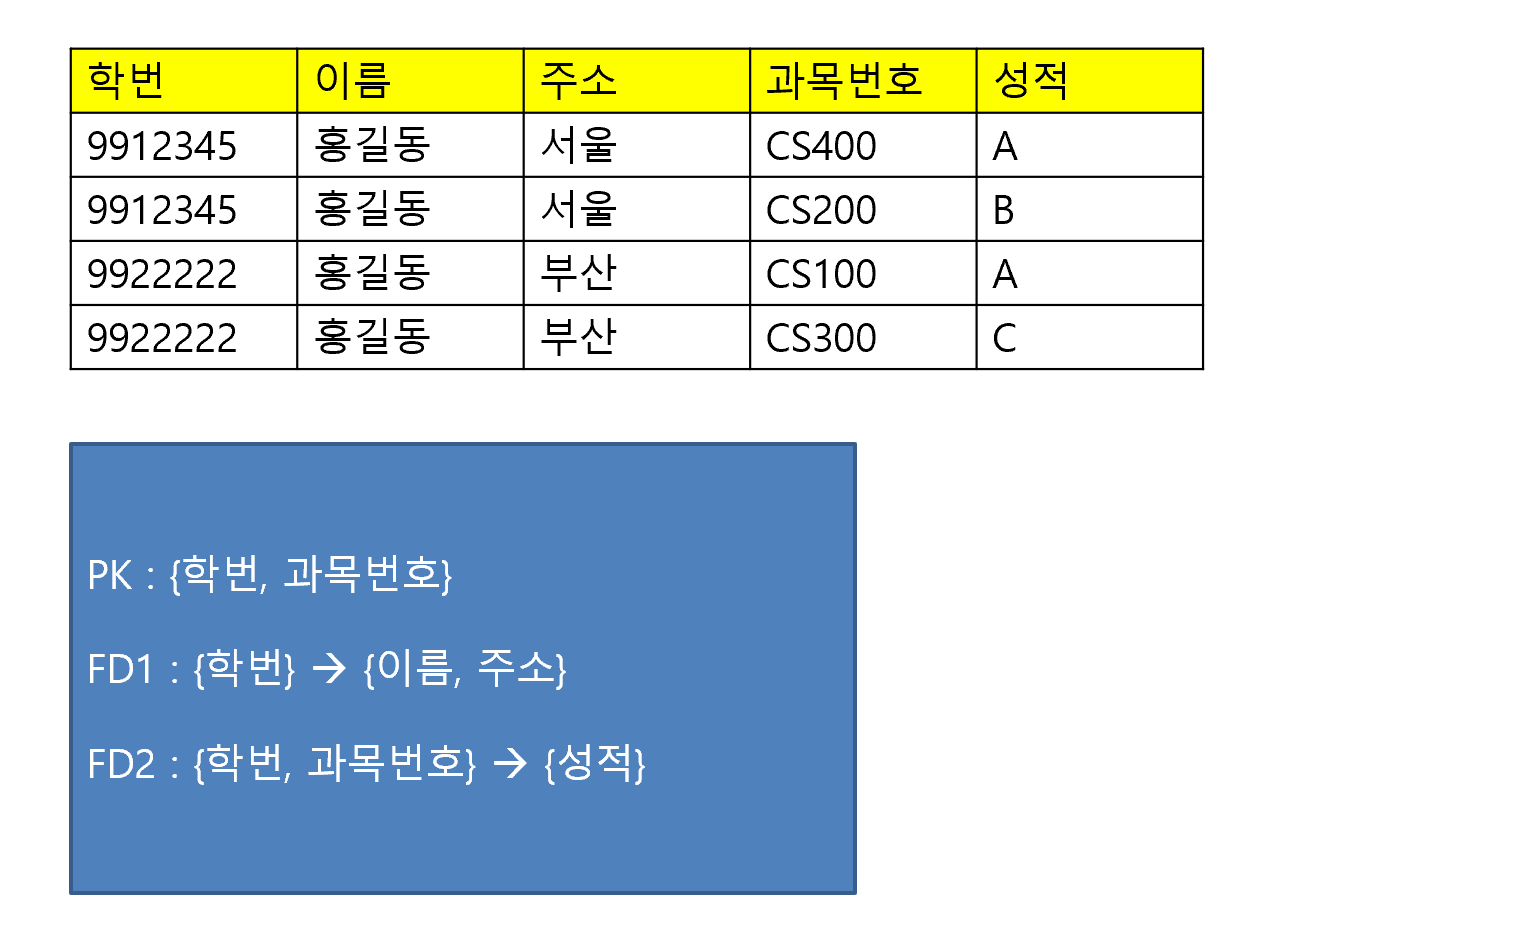 학번 이름 주소 과목번호 성적
9912345 홍길동 서울 CS400 A
9912345 홍길동 서울 CS200 B
9922222 홍길동 부산 CS100 A
9922222 홍길동 부산 CS300 C
PK : {학번, 과목번호}
FD1 : {학번} → {이름, 주소}
FD2 : {학번, 과목번호} → {성적}